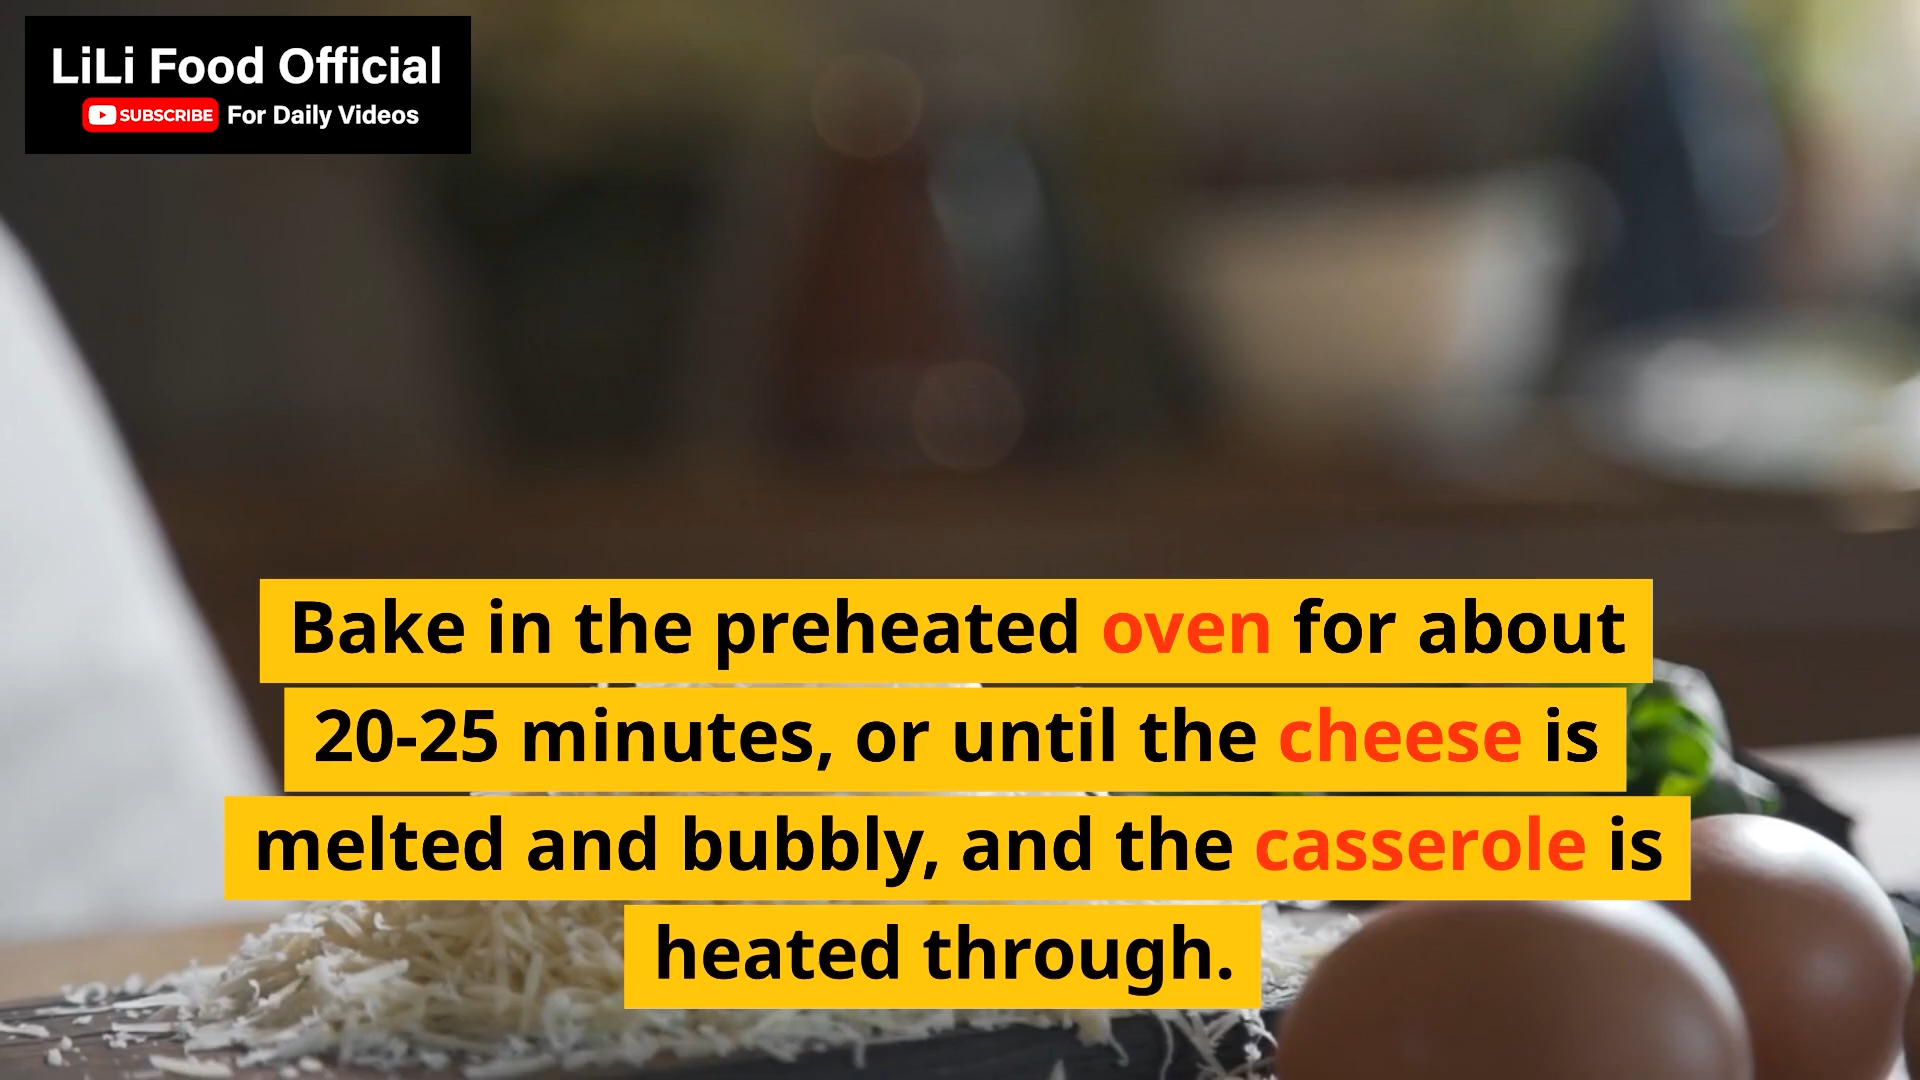 LiLi Food Official
SUBSCRIBE For Daily Videos
Bake in the preheated oven for about
20-25 minutes, or until the cheese is
melted and bubbly, and the casserole is
heated through.